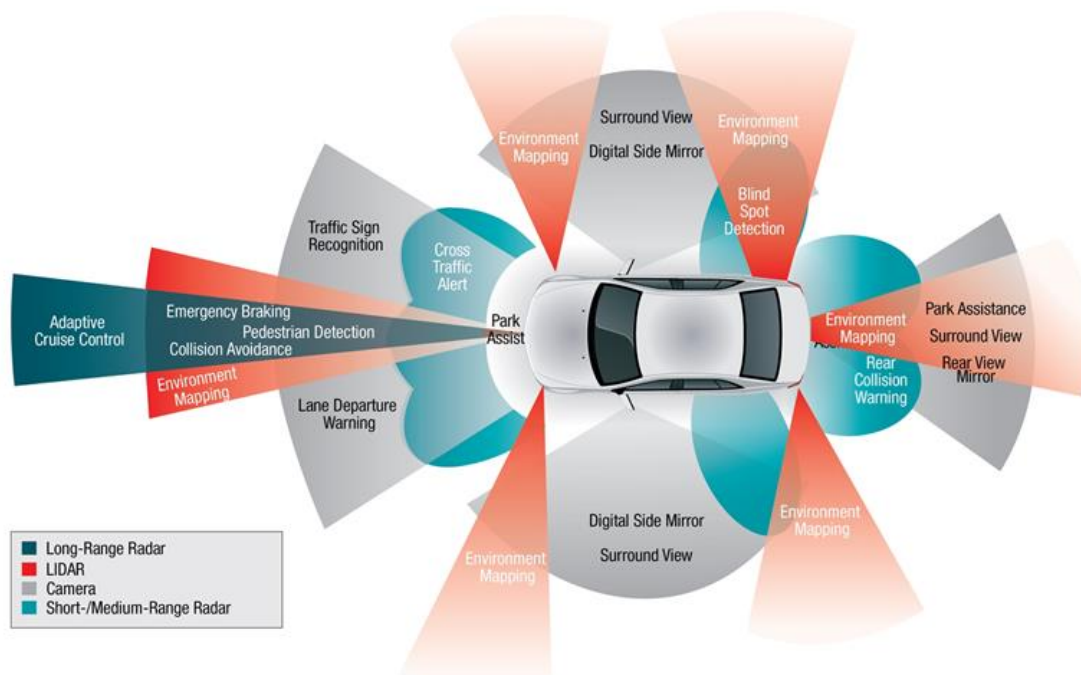 Surround View
Digital Side Mirror
Environment
Mapping
Environment
Mapping
Blind
Spot
Detection
Traffic Sign
Recognition
Cross
Traffic
Alert
Adaptive
Cruise Control
Emergency Braking
Pedestrian Detection
Collision Avoidance
Environment
Mapping
Park
Assist
Lane Departure
Warning
Environment
Mapping
Rear
Collision
Warning
Park Assistance
Surround View
Rear View
Mirror
Digital Side Mirror
Surround View
Environment
Mapping
Environment
Mapping
Long-Range Radar
LIDAR
Camera
Short-/Medium-Range Radar